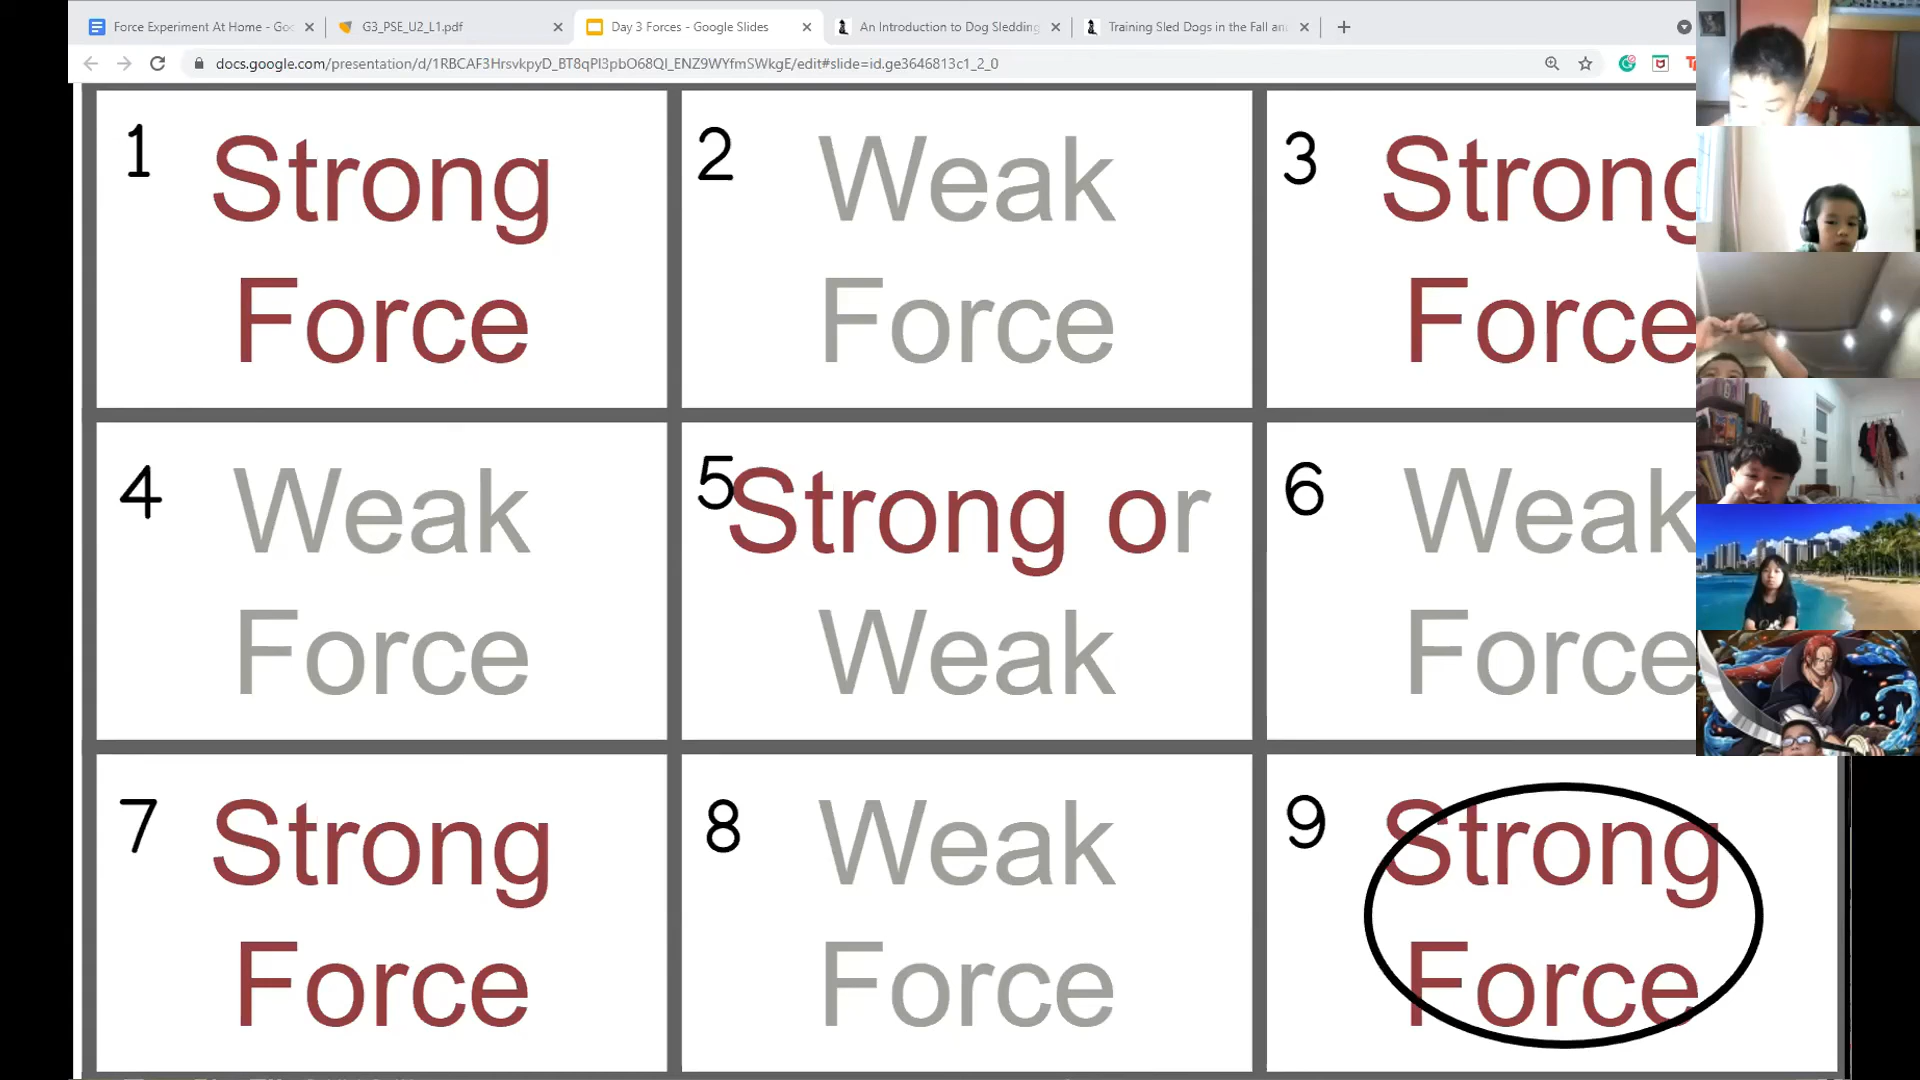 Force Experiment At Home - Goo
G3_PSE_U2_L1.pdf
Day 3 Forces - Google Slides
An Introduction to Dog Sledding
Training Sled Dogs in the Fall an
docs.google.com/presentation/d/1RBCAF3HrsvkpyD_BT8qPl3pbO68QI_ENZ9WYfmSWkgE/edit#slide=id.ge3646813c1_2_0
1 Strong
Force
2 Weak
Force
3 Strong
Force
4 Weak
Force
5 Strong or
Weak
6 Weak
Force
7 Strong
Force
8 Weak
Force
9 Strong
Force